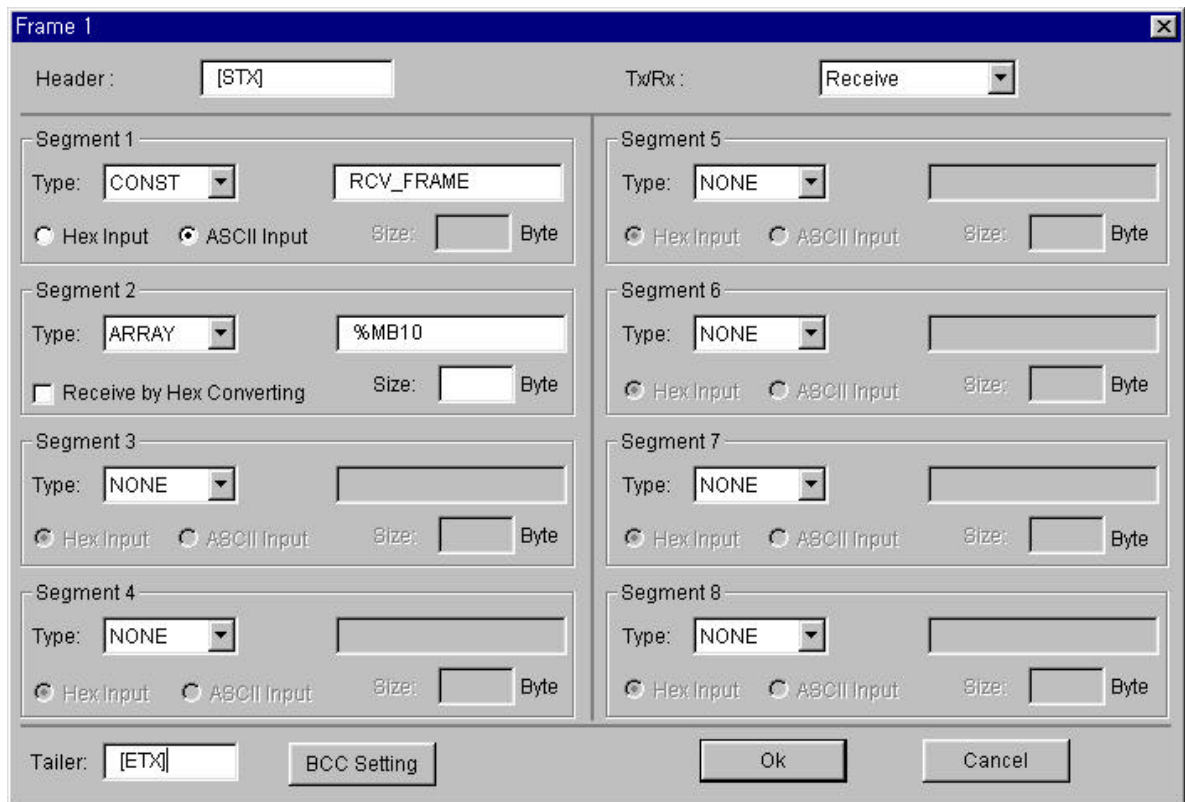 Frame 1
Header : [STX] Tx/Rx : Receive
Segment 1
Type: CONST RCV_FRAME
Hex Input ASCII Input Size: Byte
Segment 2
Type: ARRAY %MB10
Receive by Hex Converting Size: Byte
Segment 3
Type: NONE
Hex Input ASCII Input Size: Byte
Segment 4
Type: NONE
Hex Input ASCII Input Size: Byte
Segment 5
Type: NONE
Hex Input ASCII Input Size: Byte
Segment 6
Type: NONE
Hex Input ASCII Input Size: Byte
Segment 7
Type: NONE
Hex Input ASCII Input Size: Byte
Segment 8
Type: NONE
Hex Input ASCII Input Size: Byte
Tailer: [ETX] BCC Setting Ok Cancel